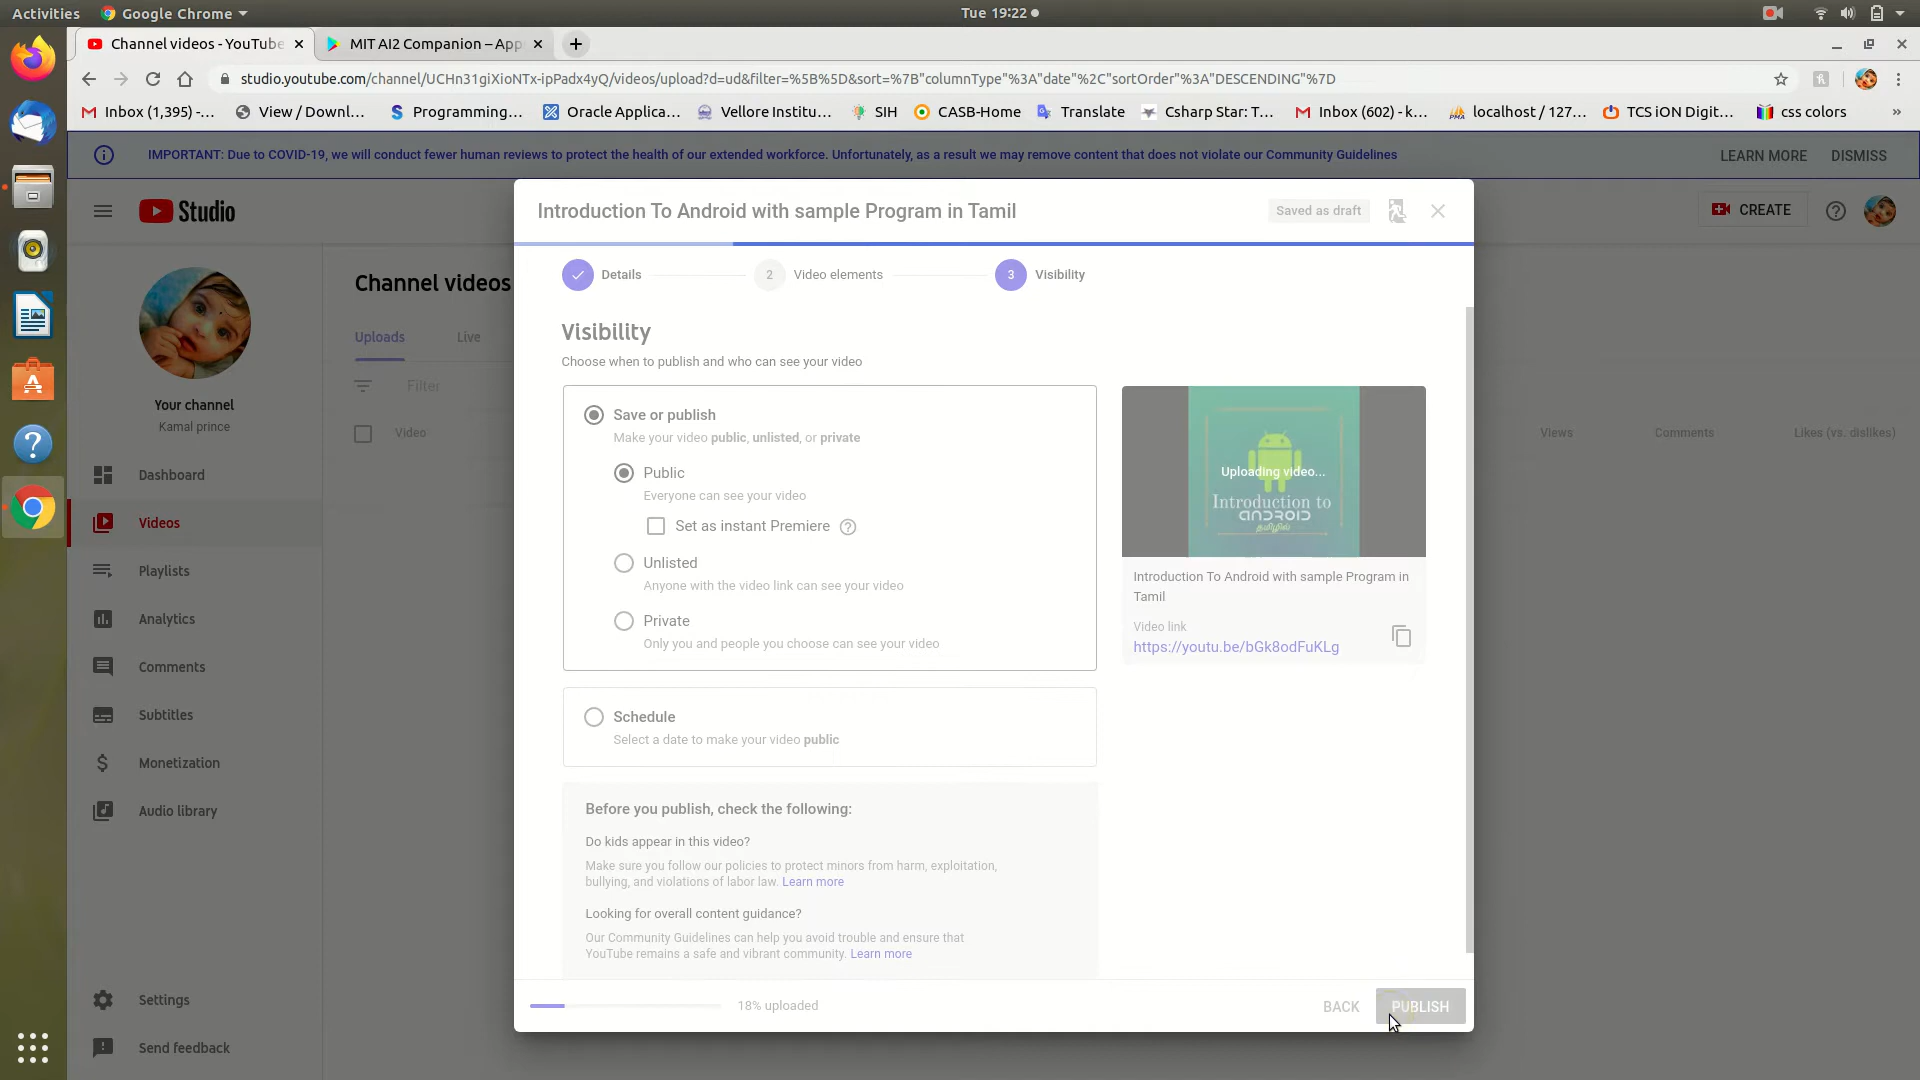 Activities
Google Chrome
Tue 19:22
Channel videos - YouTube
MIT AI2 Companion – App
studio.youtube.com/channel/UCHn31giXioNTx-ipPadx4yQ/videos/upload?d=ud&filter=%5B%5D&sort=%7B"columnType"%3A"date"%2C"sortOrder"%3A"DESCENDING"%7D
Inbox (1,395) -...
View / Downl...
Programming...
Oracle Applica...
Vellore Institu...
SIH
CASB-Home
Translate
Csharp Star: T...
Inbox (602) - k...
localhost / 127...
TCS iON Digit...
css colors
»
IMPORTANT: Due to COVID-19, we will conduct fewer human reviews to protect the health of our extended workforce. Unfortunately, as a result we may remove content that does not violate our Community Guidelines
LEARN MORE
DISMISS
Studio
CREATE
Introduction To Android with sample Program in Tamil
Saved as draft
Details
2
Video elements
3
Visibility
Channel videos
Uploads
Live
Filter
Video
Views
Comments
Likes (vs. dislikes)
Your channel
Kamal prince
Dashboard
Videos
Playlists
Analytics
Comments
Subtitles
Monetization
Audio library
Settings
Send feedback
Visibility
Choose when to publish and who can see your video
Save or publish
Make your video public, unlisted, or private
Public
Everyone can see your video
Set as instant Premiere
Unlisted
Anyone with the video link can see your video
Private
Only you and people you choose can see your video
Schedule
Select a date to make your video public
Before you publish, check the following:
Do kids appear in this video?
Make sure you follow our policies to protect minors from harm, exploitation,
bullying, and violations of labor law. Learn more
Looking for overall content guidance?
Our Community Guidelines can help you avoid trouble and ensure that
YouTube remains a safe and vibrant community. Learn more
Uploading video...
Introduction to
ANDROID
தமிழில்
Introduction To Android with sample Program in
Tamil
Video link
https://youtu.be/bGk8odFuKLg
18% uploaded
BACK
PUBLISH